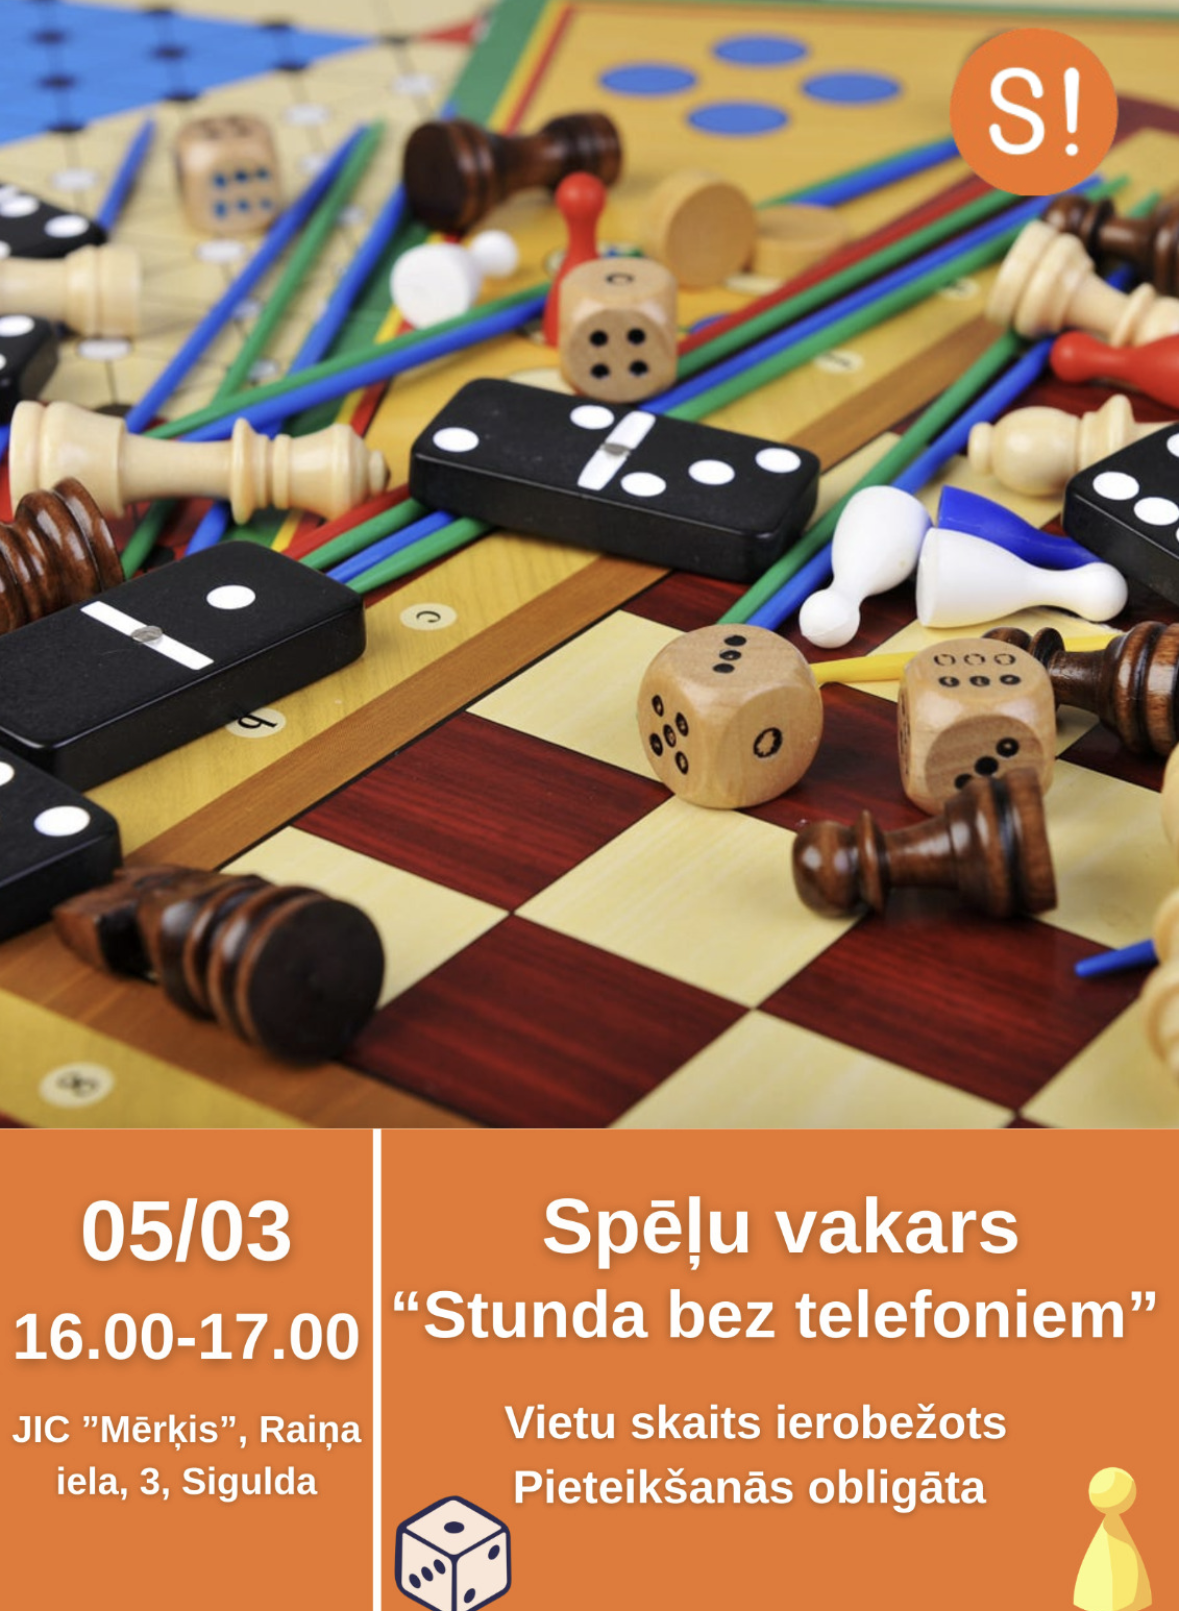 S!
c
b
05/03
16.00-17.00
JIC ”Mērķis”, Raiņa
iela, 3, Sigulda
Spēļu vakars
“Stunda bez telefoniem”
Vietu skaits ierobežots
Pieteikšanās obligāta